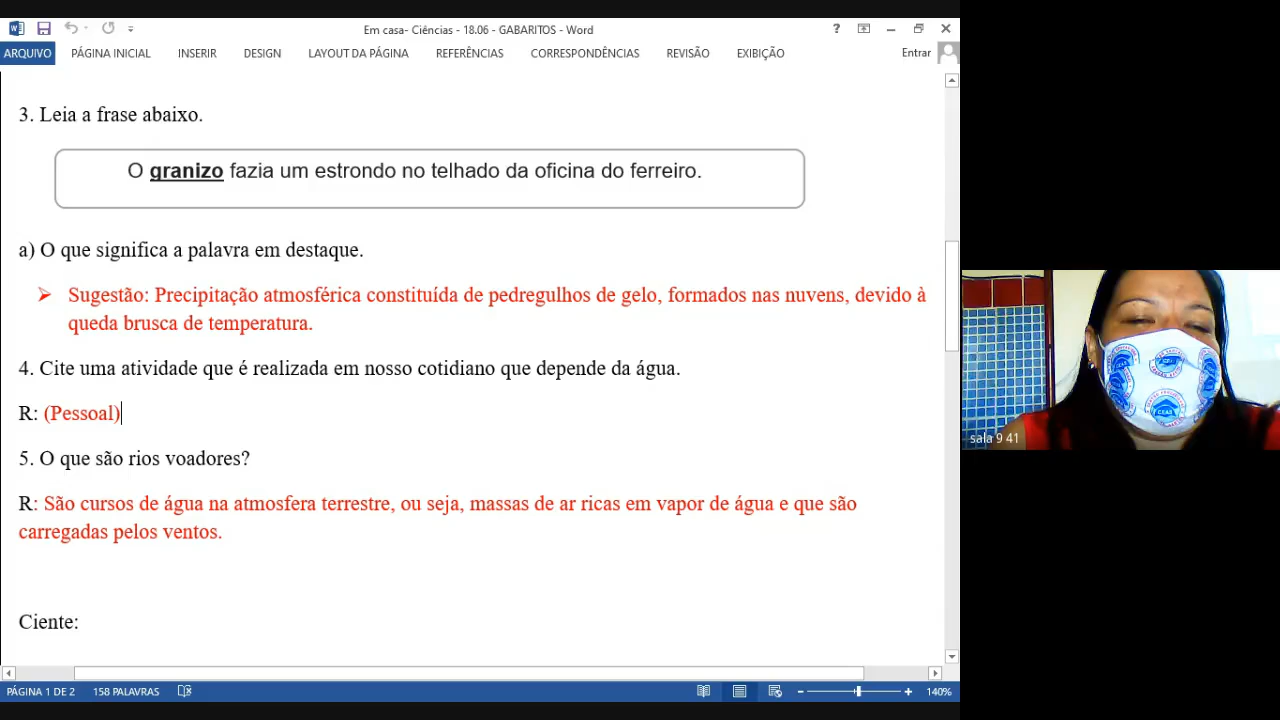 Em casa- Ciências - 18.06 - GABARITOS - Word
?
ARQUIVO PÁGINA INICIAL INSERIR DESIGN LAYOUT DA PÁGINA REFERÊNCIAS CORRESPONDÊNCIAS REVISÃO EXIBIÇÃO Entrar
3. Leia a frase abaixo.
O granizo fazia um estrondo no telhado da oficina do ferreiro.
a) O que significa a palavra em destaque.
➢ Sugestão: Precipitação atmosférica constituída de pedregulhos de gelo, formados nas nuvens, devido à
queda brusca de temperatura.
4. Cite uma atividade que é realizada em nosso cotidiano que depende da água.
R: (Pessoal)
5. O que são rios voadores?
R: São cursos de água na atmosfera terrestre, ou seja, massas de ar ricas em vapor de água e que são
carregadas pelos ventos.
Ciente:
sala 9 41
PÁGINA 1 DE 2 158 PALAVRAS 140%